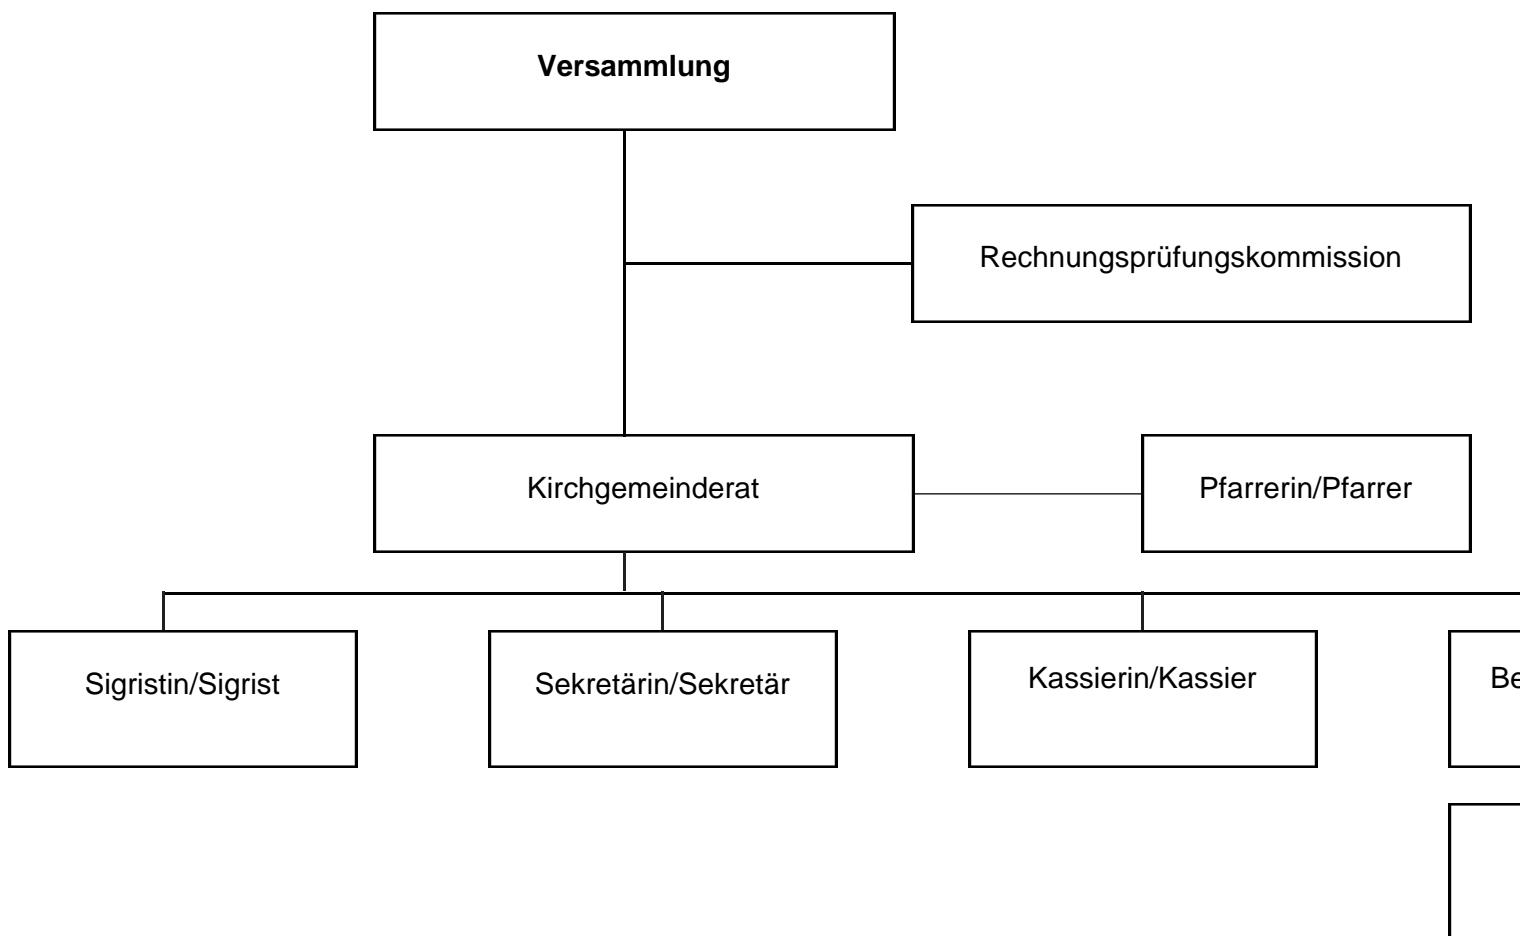 Versammlung
Rechnungsprüfungskommission
Kirchgemeinderat
Pfarrerin/Pfarrer
Sigristin/Sigrist
Sekretärin/Sekretär
Kassierin/Kassier